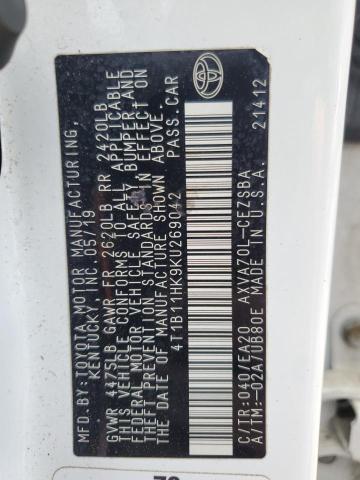 MFD. BY: TOYOTA MOTOR MANUFACTURING,
KENTUCKY, INC. 05/19
GVWR 4475LB GAWR FR 2620LB RR 2420LB
THIS VEHICLE CONFORMS TO ALL APPLICABLE
FEDERAL MOTOR VEHICLE SAFETY, BUMPER, AND
THEFT PREVENTION STANDARDS IN EFFECT ON
THE DATE OF MANUFACTURE SHOWN ABOVE.
4T1B11HK9KU269042 PASS. CAR
C/TR:040/EA20 AXVA70L-CEZSBA
A/TM:-02A/UB80E MADE IN U.S.A. 21412